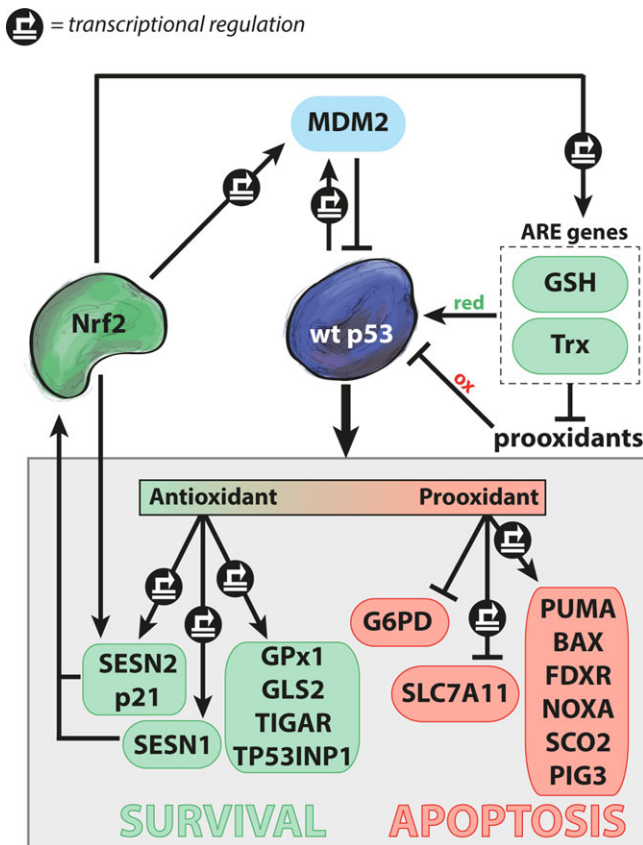 = transcriptional regulation
MDM2
ARE genes
GSH
Trx
Nrf2
wt p53
red
ox
prooxidants
Antioxidant
Prooxidant
SESN2
p21
SESN1
GPx1
GLS2
TIGAR
TP53INP1
G6PD
SLC7A11
PUMA
BAX
FDXR
NOXA
SCO2
PIG3
SURVIVAL
APOPTOSIS